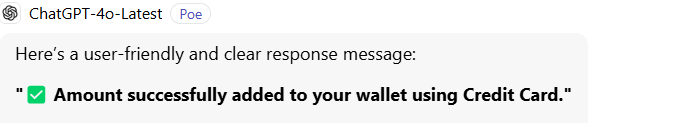 ChatGPT-4o-Latest Poe
Here’s a user-friendly and clear response message:
"✅ Amount successfully added to your wallet using Credit Card."